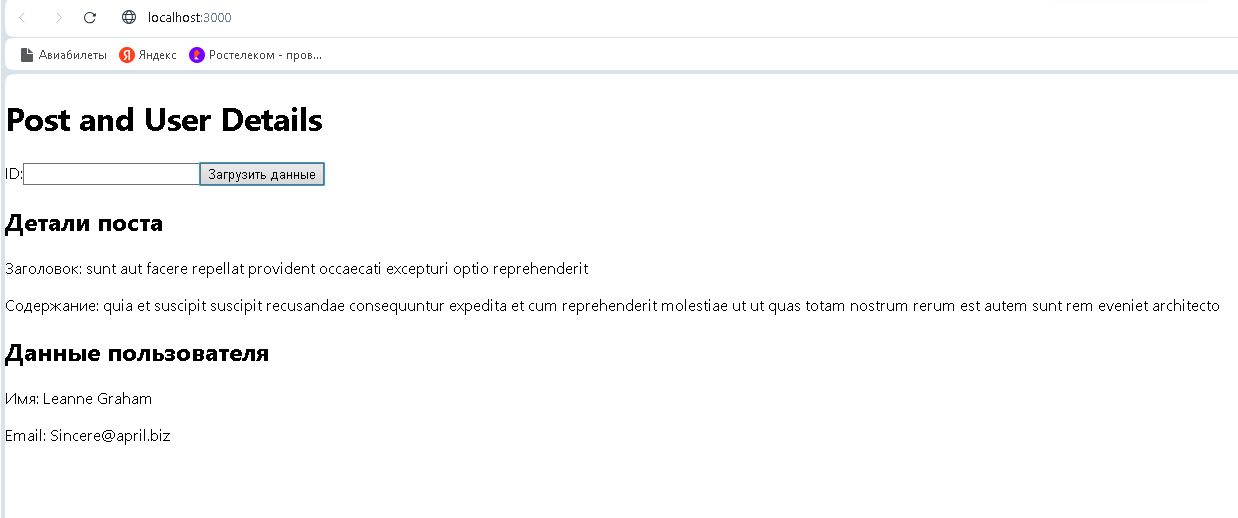 localhost:3000
Авиабилеты Яндекс Ростелеком - пров...
Post and User Details
ID: Загрузить данные
Детали поста
Заголовок: sunt aut facere repellat provident occaecati excepturi optio reprehenderit
Содержание: quia et suscipit suscipit recusandae consequuntur expedita et cum reprehenderit molestiae ut ut quas totam nostrum rerum est autem sunt rem eveniet architecto
Данные пользователя
Имя: Leanne Graham
Email: Sincere@april.biz